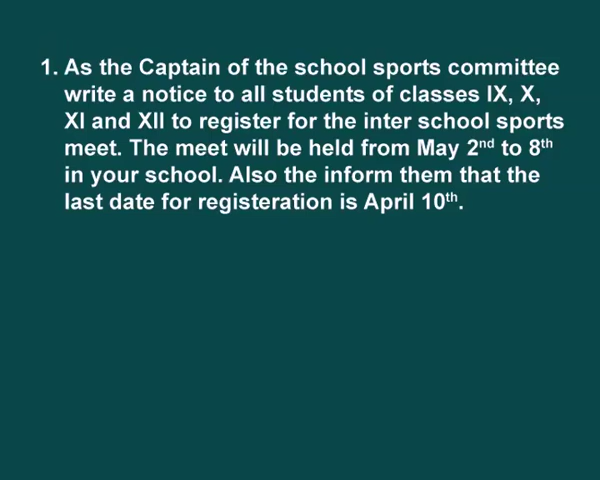 1. As the Captain of the school sports committee
write a notice to all students of classes IX, X,
XI and XII to register for the inter school sports
meet. The meet will be held from May 2nd to 8th
in your school. Also the inform them that the
last date for registeration is April 10th.